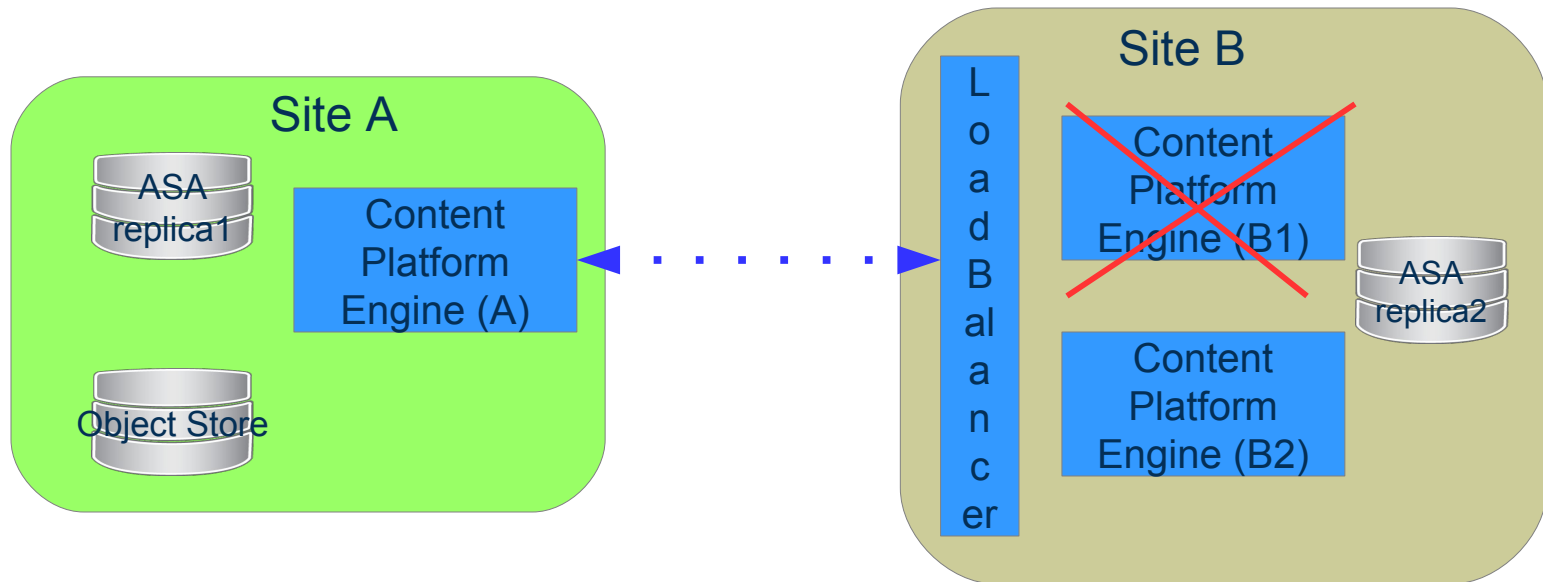 Site A
ASA
replica1
Content
Platform
Engine (A)
Object Store
Site B
L
o
a
d
B
al
a
n
c
er
Content
Platform
Engine (B1)
ASA
replica2
Content
Platform
Engine (B2)